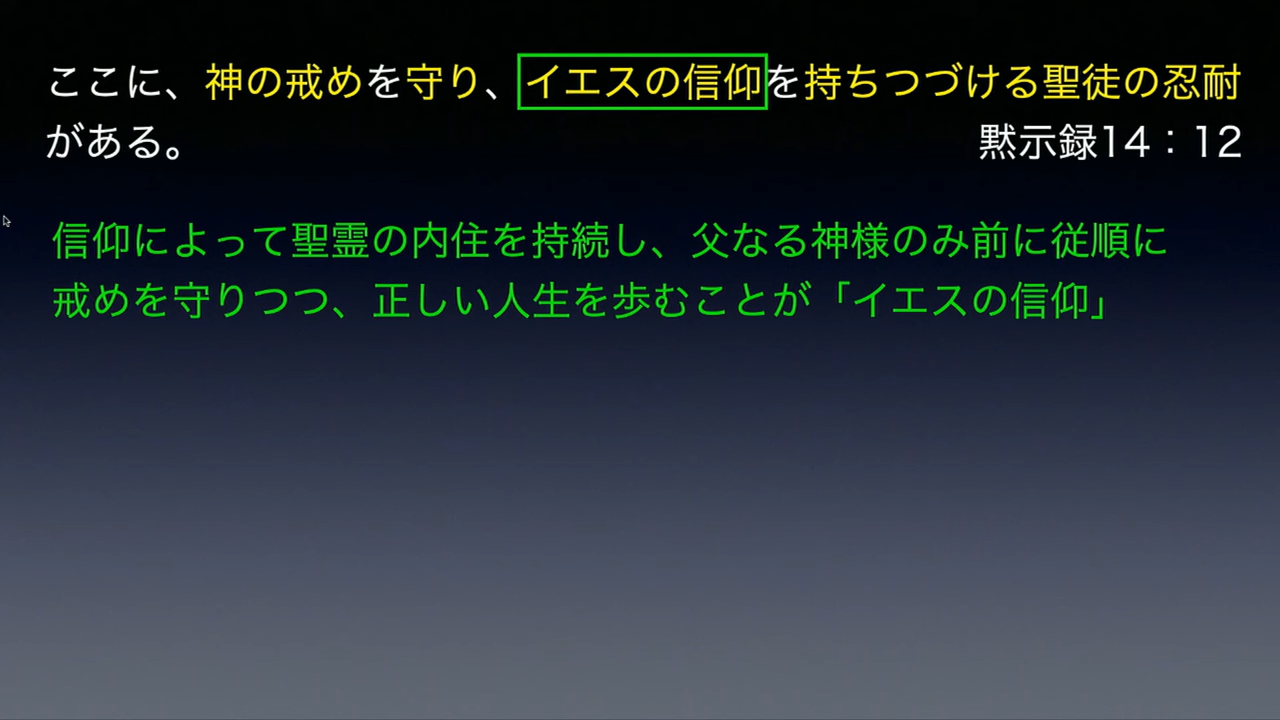 ここに、神の戒めを守り、イエスの信仰を持ちつづける聖徒の忍耐
がある。 黙示録14：12
信仰によって聖霊の内住を持続し、父なる神様のみ前に従順に
戒めを守りつつ、正しい人生を歩むことが「イエスの信仰」